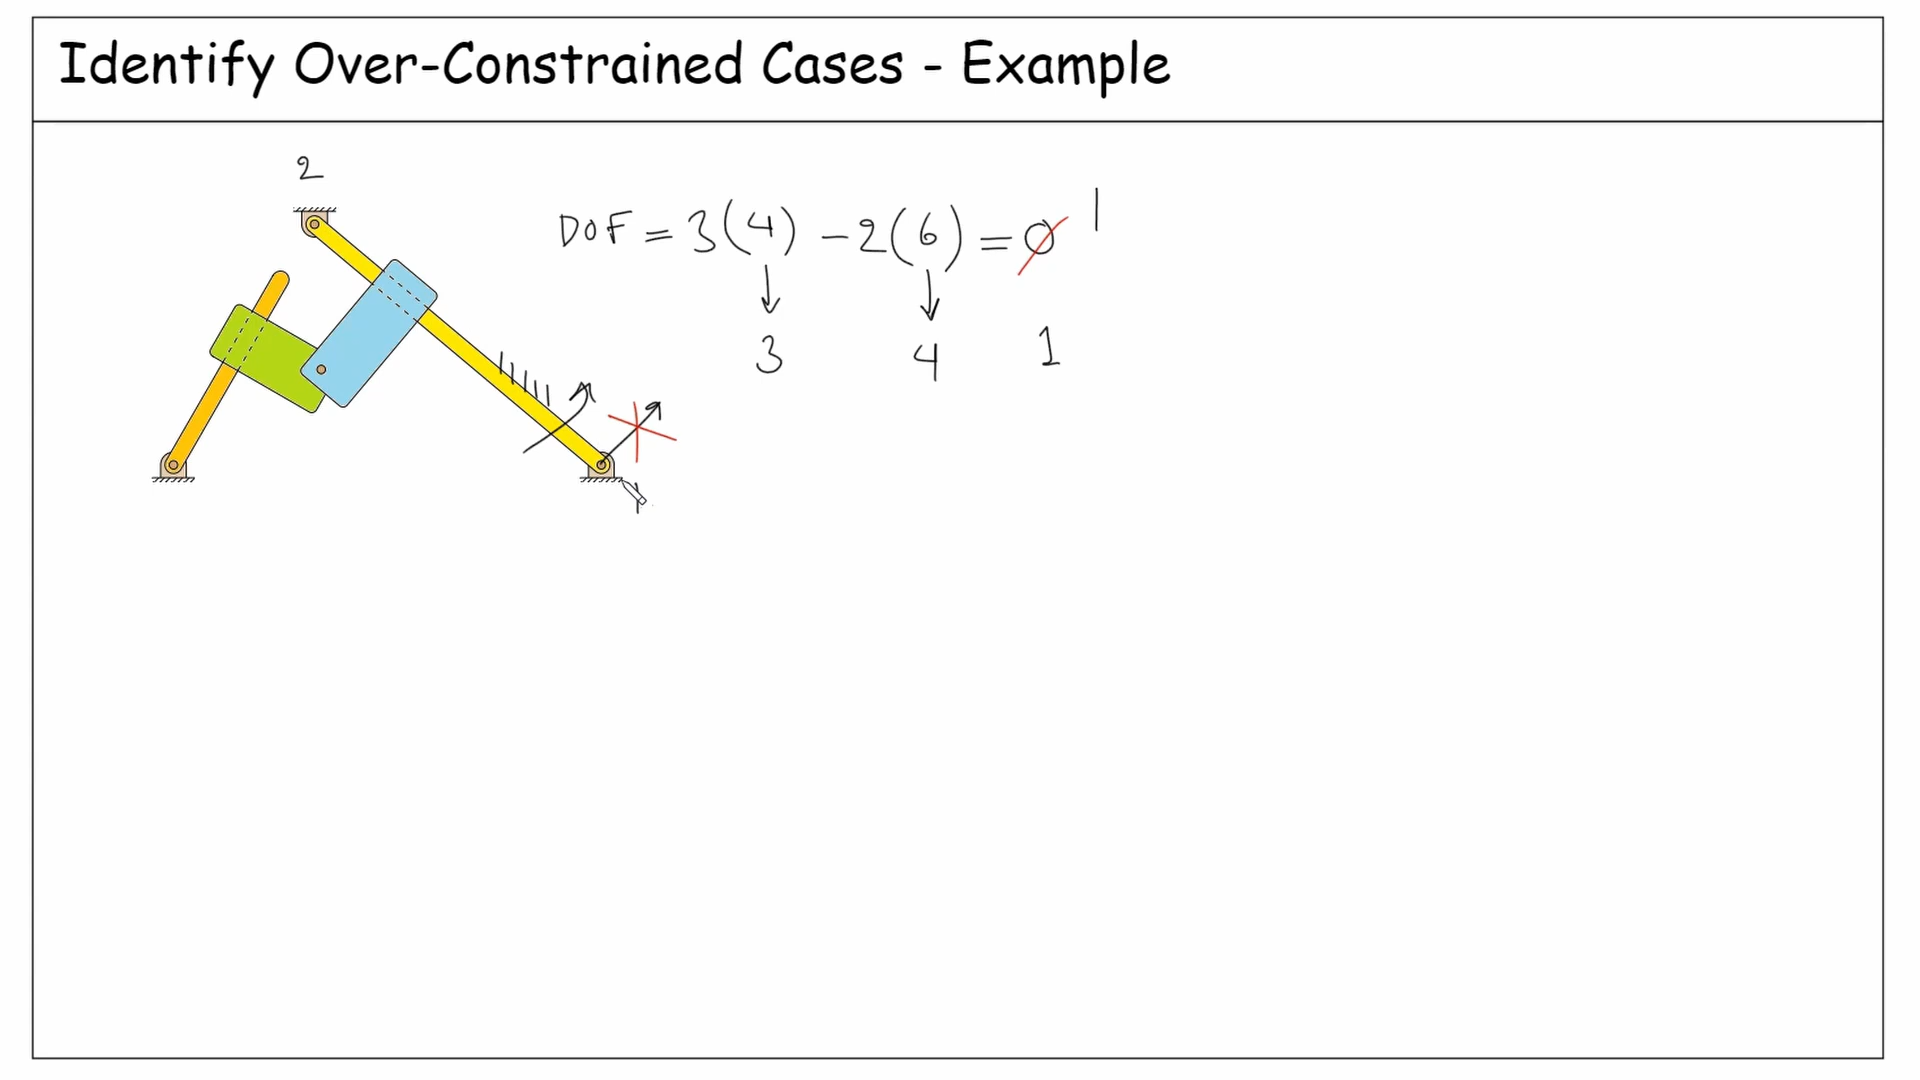 Identify Over-Constrained Cases - Example
2
DOF = 3(4) - 2(6) = 0 1
↓ ↓
3 4 1